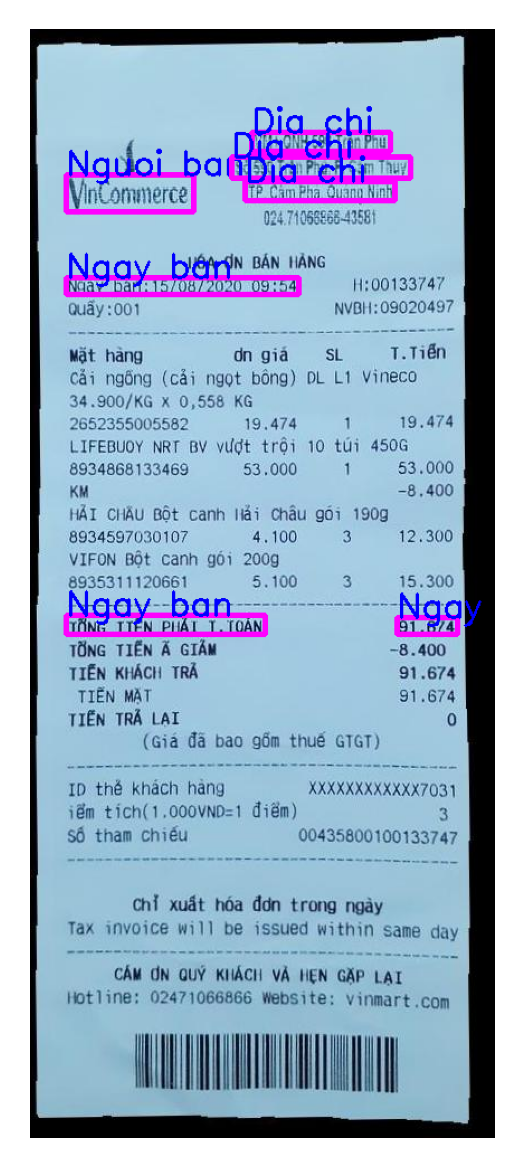 Dia chi
Dia chi
Phu
Nguoi ban Dia chi
Thuy
VinCommerce
TP. Cẩm Phả, Quảng Ninh
024.71066866-43581
Ngay ban
ƠN BÁN HÀNG
Ngày bán:15/08/2020 09:54 H:00133747
Quầy:001 NVBH:09020497
Mặt hàng ơn giá SL T.Tiền
Cải ngồng (cải ngọt bông) DL L1 Vineco
34.900/KG x 0,558 KG
2652355005582 19.474 1 19.474
LIFEBUOY NRT BV vượt trội 10 túi 450G
8934868133469 53.000 1 53.000
KM -8.400
HẢI CHÂU Bột canh Hải Châu gói 190g
8934597030107 4.100 3 12.300
VIFON Bột canh gói 200g
8935311120661 5.100 3 15.300
Ngay ban Ngay
TỔNG TIỀN PHẢI T.TOÁN 91.674
TỔNG TIỀN Ã GIẢM -8.400
TIỀN KHÁCH TRẢ 91.674
TIỀN MẶT 91.674
TIỀN TRẢ LẠI 0
(Giá đã bao gồm thuế GTGT)
ID thẻ khách hàng XXXXXXXXXXXX7031
iểm tích(1.000VND=1 điểm) 3
Số tham chiếu 00435800100133747
Chỉ xuất hóa đơn trong ngày
Tax invoice will be issued within same day
CẢM ƠN QUÝ KHÁCH VÀ HẸN GẶP LẠI
Hotline: 02471066866 Website: vinmart.com